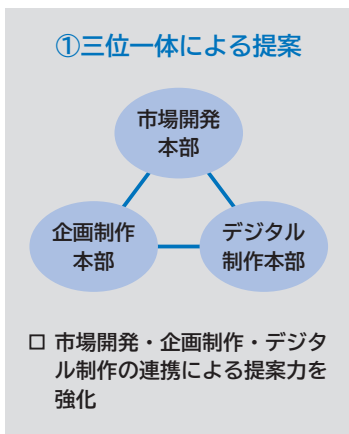 ①三位一体による提案
市場開発
本部
企画制作
本部
デジタル
制作本部
□ 市場開発・企画制作・デジタ
ル制作の連携による提案力を
強化